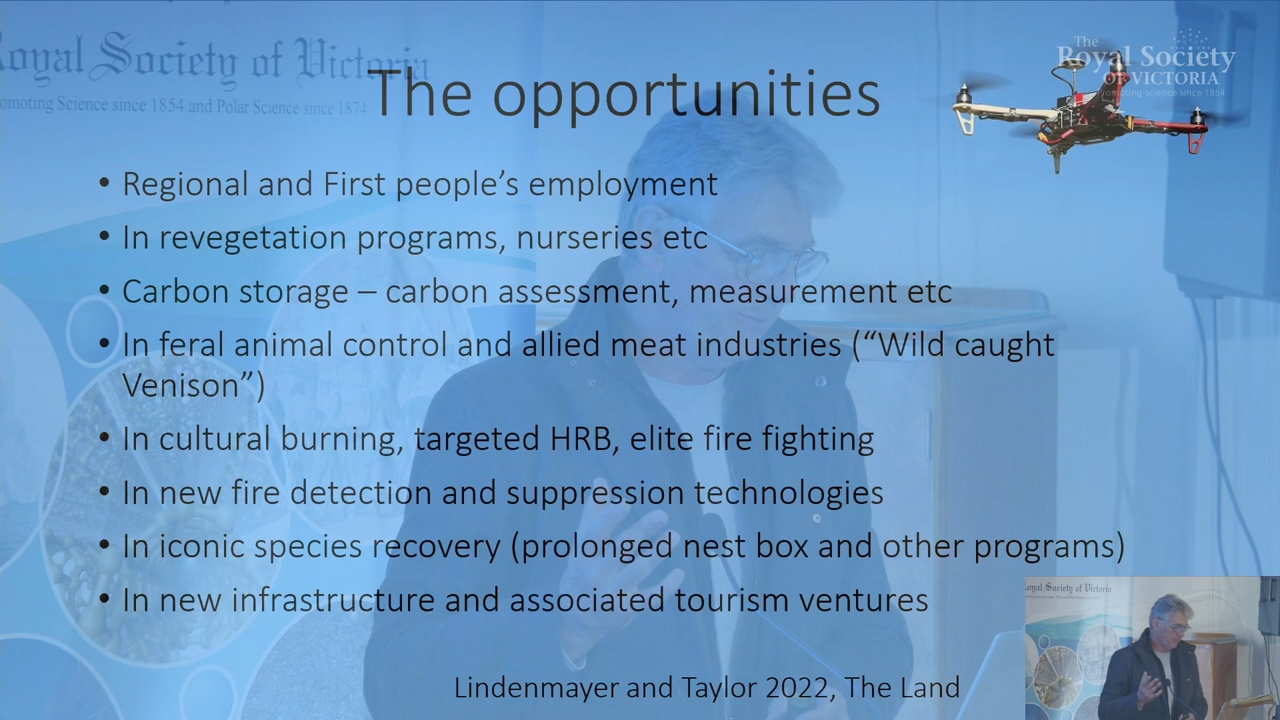 Royal Society of Victoria
Promoting Science since 1854 and Polar Science since 1874
The
Royal Society
OF VICTORIA
Promoting science since 1854
The opportunities
• Regional and First people’s employment
• In revegetation programs, nurseries etc
• Carbon storage – carbon assessment, measurement etc
• In feral animal control and allied meat industries (“Wild caught
Venison”)
• In cultural burning, targeted HRB, elite fire fighting
• In new fire detection and suppression technologies
• In iconic species recovery (prolonged nest box and other programs)
• In new infrastructure and associated tourism ventures
Lindenmayer and Taylor 2022, The Land
Royal Society of Victoria